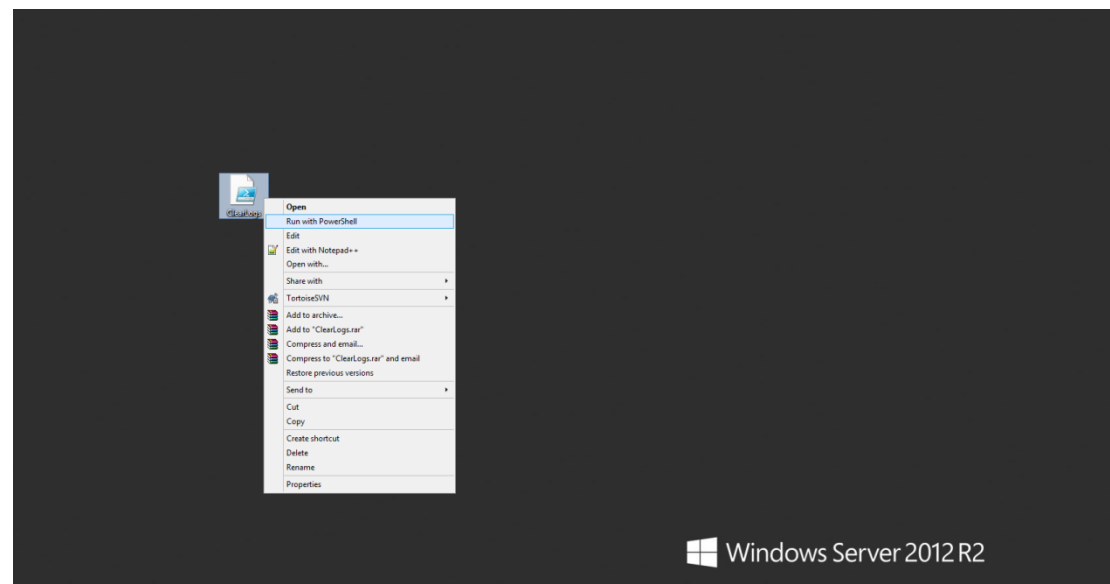 ClearLogs
Open
Run with PowerShell
Edit
Edit with Notepad++
Open with...
Share with
TortoiseSVN
Add to archive...
Add to "ClearLogs.rar"
Compress and email...
Compress to "ClearLogs.rar" and email
Restore previous versions
Send to
Cut
Copy
Create shortcut
Delete
Rename
Properties
Windows Server 2012 R2